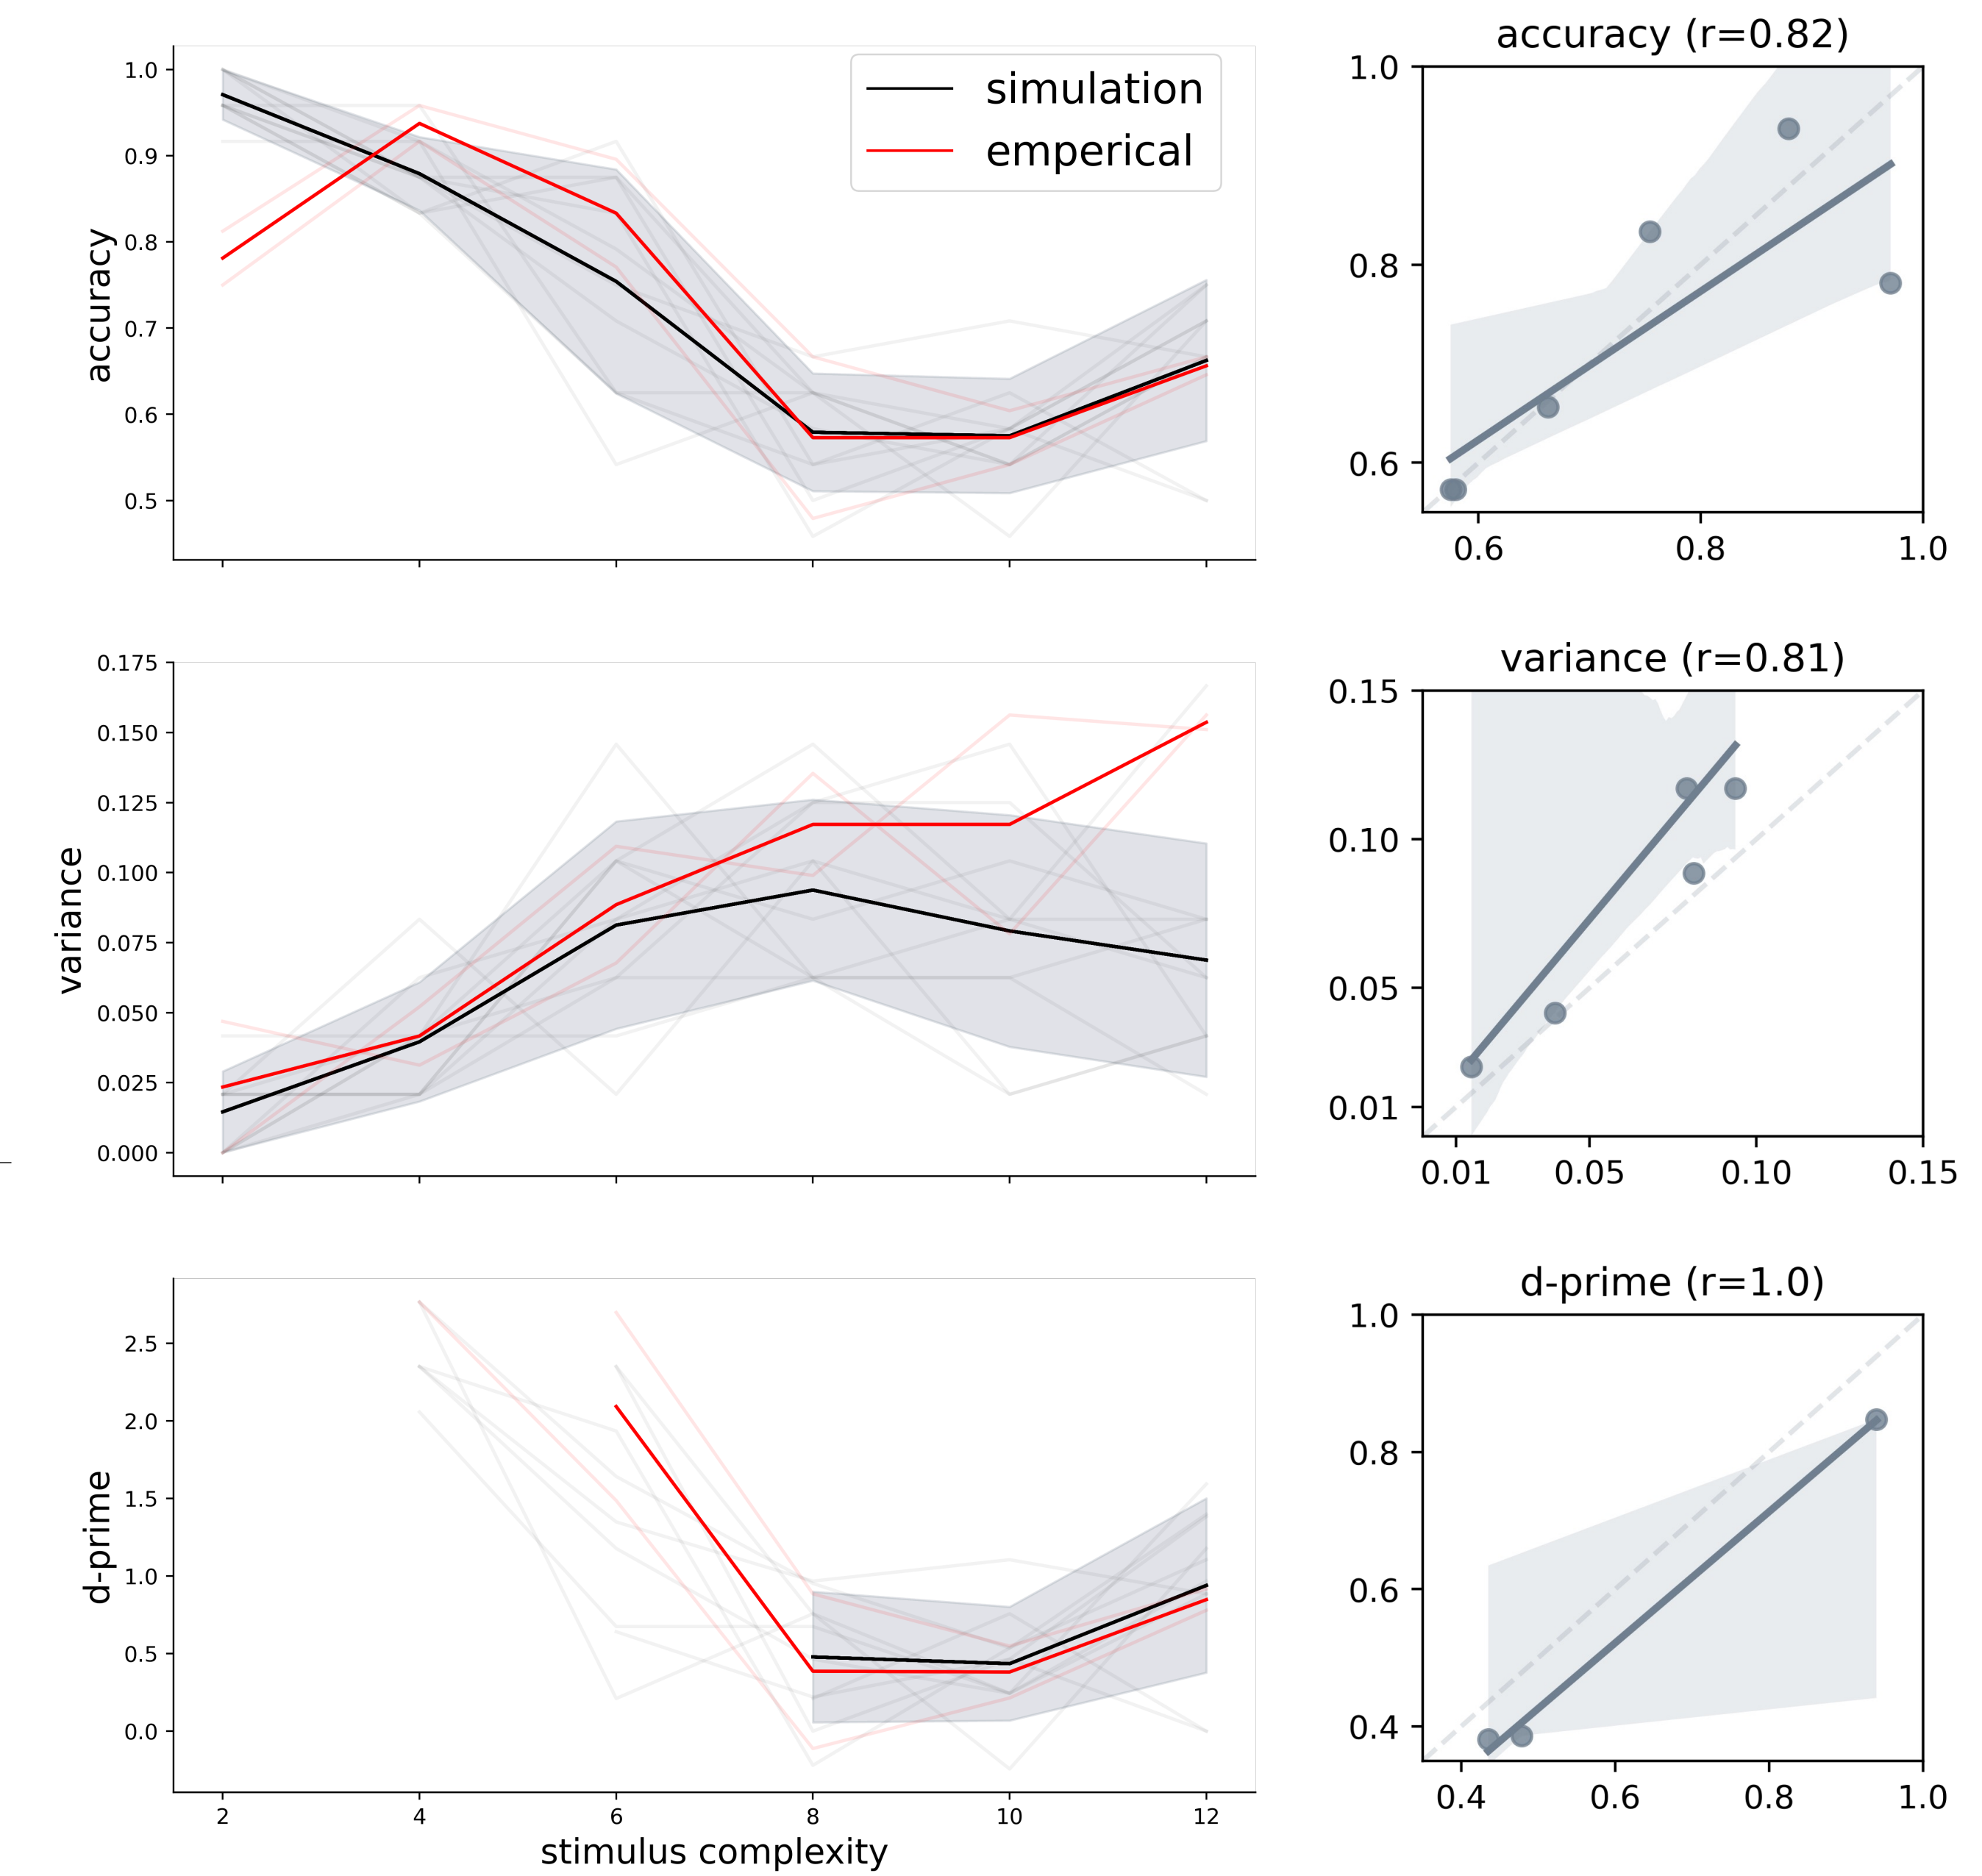 accuracy
1.0
0.9
0.8
0.7
0.6
0.5
simulation
emperical
accuracy (r=0.82)
1.0
0.8
0.6
0.6 0.8 1.0
variance
0.175
0.150
0.125
0.100
0.075
0.050
0.025
0.000
variance (r=0.81)
0.15
0.10
0.05
0.01
0.01 0.05 0.10 0.15
d-prime
2.5
2.0
1.5
1.0
0.5
0.0
2 4 6 8 10 12
stimulus complexity
d-prime (r=1.0)
1.0
0.8
0.6
0.4
0.4 0.6 0.8 1.0